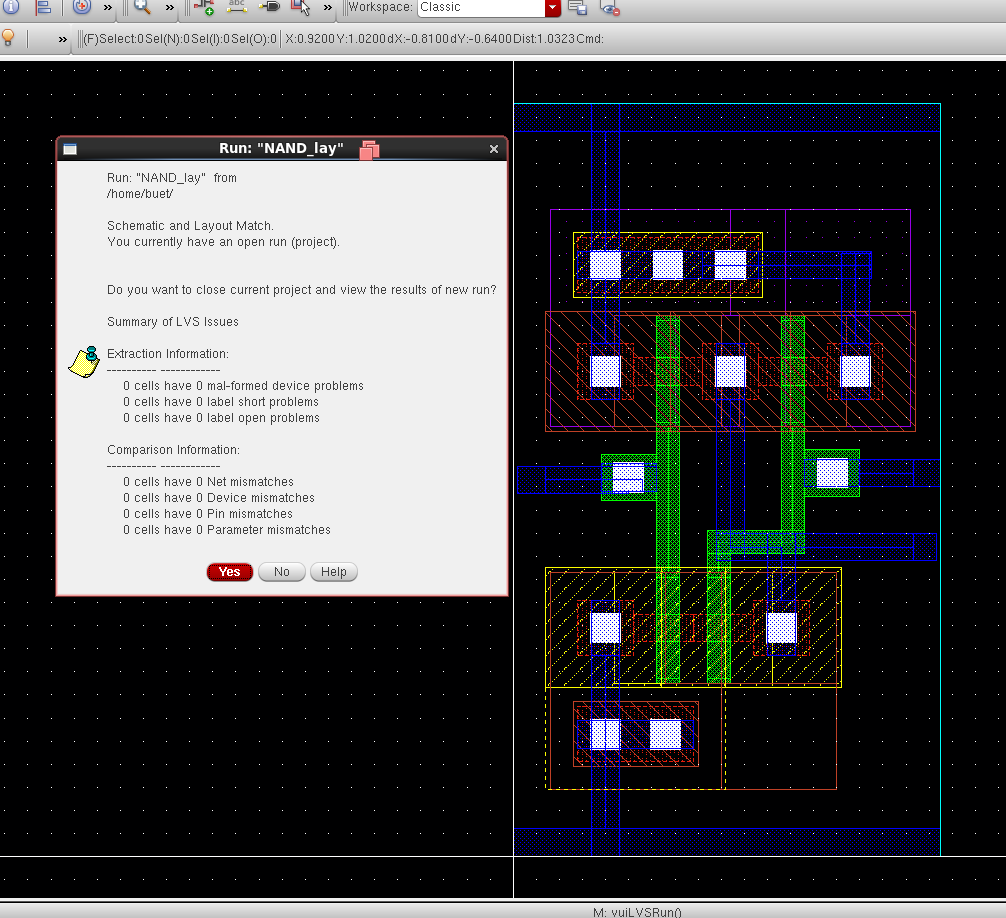 abc
Workspace: Classic
(F)Select:0 Sel(N):0 Sel(I):0 Sel(O):0 X:0.9200 Y:1.0200 dX:-0.8100 dY:-0.6400 Dist:1.0323 Cmd:
Run: "NAND_lay"
Run: "NAND_lay" from
/home/buet/
Schematic and Layout Match.
You currently have an open run (project).
Do you want to close current project and view the results of new run?
Summary of LVS Issues
Extraction Information:
---------- ------------
0 cells have 0 mal-formed device problems
0 cells have 0 label short problems
0 cells have 0 label open problems
Comparison Information:
---------- ------------
0 cells have 0 Net mismatches
0 cells have 0 Device mismatches
0 cells have 0 Pin mismatches
0 cells have 0 Parameter mismatches
Yes No Help
M: vuiLVSRun()